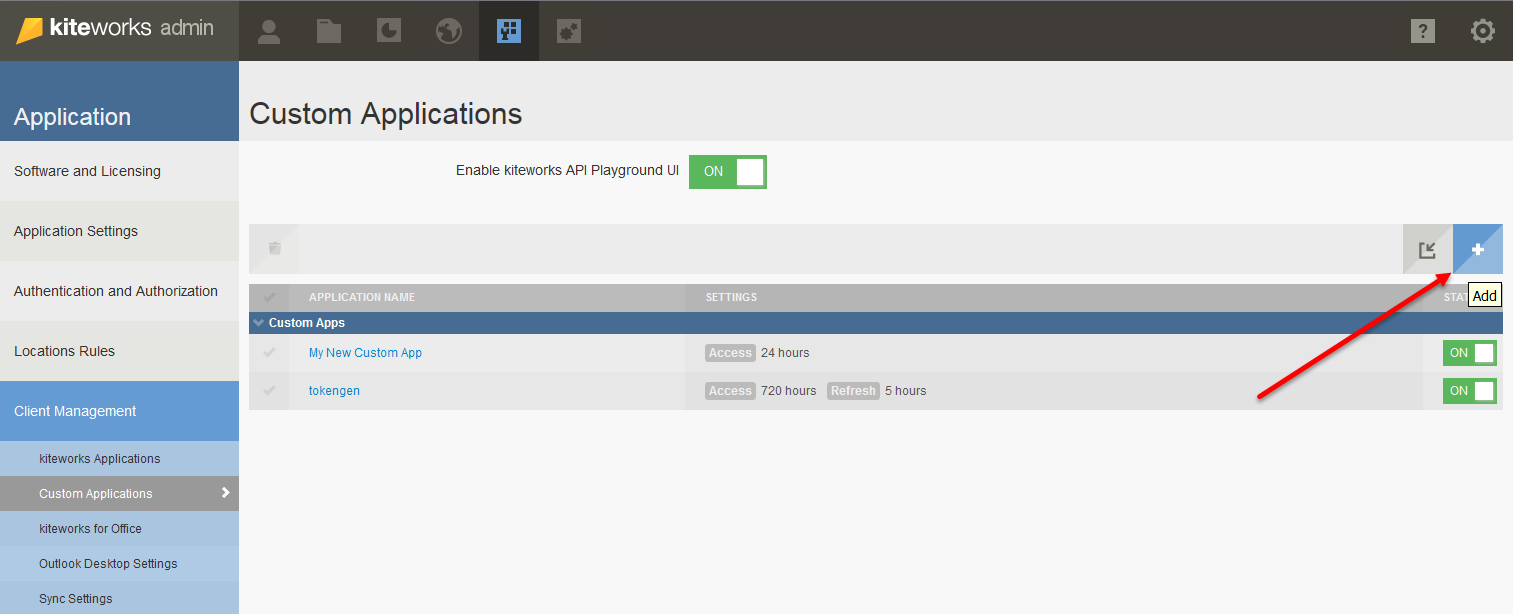 kiteworks admin
?
Application
Custom Applications
Software and Licensing
Enable kiteworks API Playground UI ON
Application Settings
Authentication and Authorization
Add
APPLICATION NAME SETTINGS STAT
Custom Apps
Locations Rules
My New Custom App Access 24 hours ON
tokengen Access 720 hours Refresh 5 hours ON
Client Management
kiteworks Applications
Custom Applications
kiteworks for Office
Outlook Desktop Settings
Sync Settings